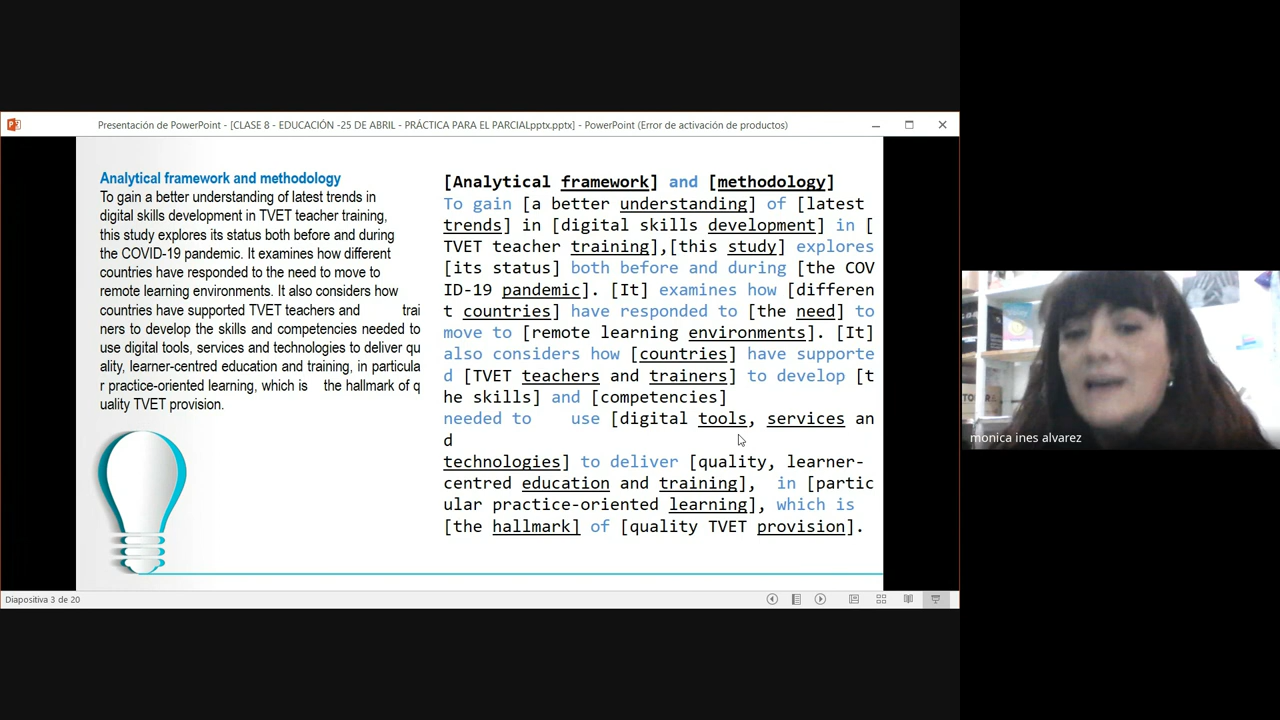 Presentación de PowerPoint - [CLASE 8 - EDUCACIÓN -25 DE ABRIL - PRÁCTICA PARA EL PARCIALpptx.pptx] - PowerPoint (Error de activación de productos)
Analytical framework and methodology
To gain a better understanding of latest trends in
digital skills development in TVET teacher training,
this study explores its status both before and during
the COVID-19 pandemic. It examines how different
countries have responded to the need to move to
remote learning environments. It also considers how
countries have supported TVET teachers and trai
ners to develop the skills and competencies needed to
use digital tools, services and technologies to deliver qu
ality, learner-centred education and training, in particula
r practice-oriented learning, which is the hallmark of q
uality TVET provision.
[Analytical framework] and [methodology]
To gain [a better understanding] of [latest
trends] in [digital skills development] in [
TVET teacher training],[this study] explores
[its status] both before and during [the COV
ID-19 pandemic]. [It] examines how [differen
t countries] have responded to [the need] to
move to [remote learning environments]. [It]
also considers how [countries] have supporte
d [TVET teachers and trainers] to develop [t
he skills] and [competencies]
needed to use [digital tools, services an
d
technologies] to deliver [quality, learner-
centred education and training], in [partic
ular practice-oriented learning], which is
[the hallmark] of [quality TVET provision].
Diapositiva 3 de 20
monica ines alvarez